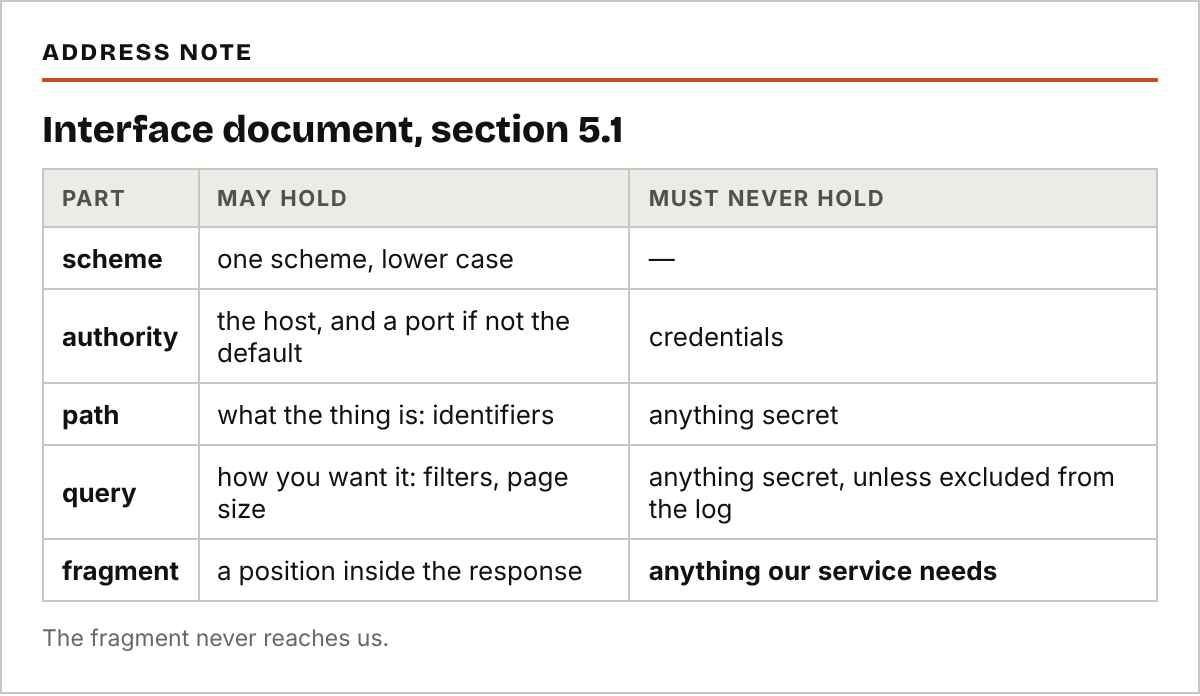 ADDRESS NOTE
Interface document, section 5.1
PART MAY HOLD MUST NEVER HOLD
scheme one scheme, lower case —
authority the host, and a port if not the default credentials
path what the thing is: identifiers anything secret
query how you want it: filters, page size anything secret, unless excluded from the log
fragment a position inside the response anything our service needs
The fragment never reaches us.